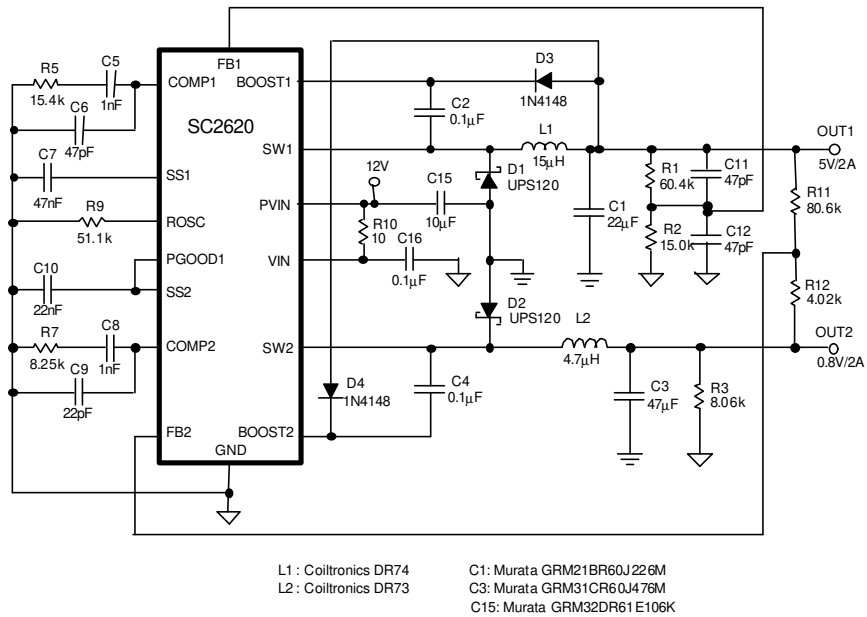 FB1
R5
15.4k
C5
1nF
COMP1
BOOST1
D3
1N4148
C2
0.1µF
C6
47pF
SC2620
L1
15µH
OUT1
5V/2A
C7
47nF
SW1
SS1
12V
C15
10µF
D1
UPS120
R1
60.4k
C11
47pF
R11
80.6k
PVIN
R9
51.1k
ROSC
R10
10
C1
22µF
R2
15.0k
C12
47pF
C16
0.1µF
PGOOD1
VIN
C10
22nF
SS2
D2
UPS120
R12
4.02k
L2
4.7µH
OUT2
0.8V/2A
R7
8.25k
C8
1nF
COMP2
SW2
C9
22pF
D4
1N4148
C4
0.1µF
C3
47µF
R3
8.06k
FB2
BOOST2
GND
L1 : Coiltronics DR74
L2 : Coiltronics DR73
C1: Murata GRM21BR60J226M
C3: Murata GRM31CR60J476M
C15: Murata GRM32DR61E106K